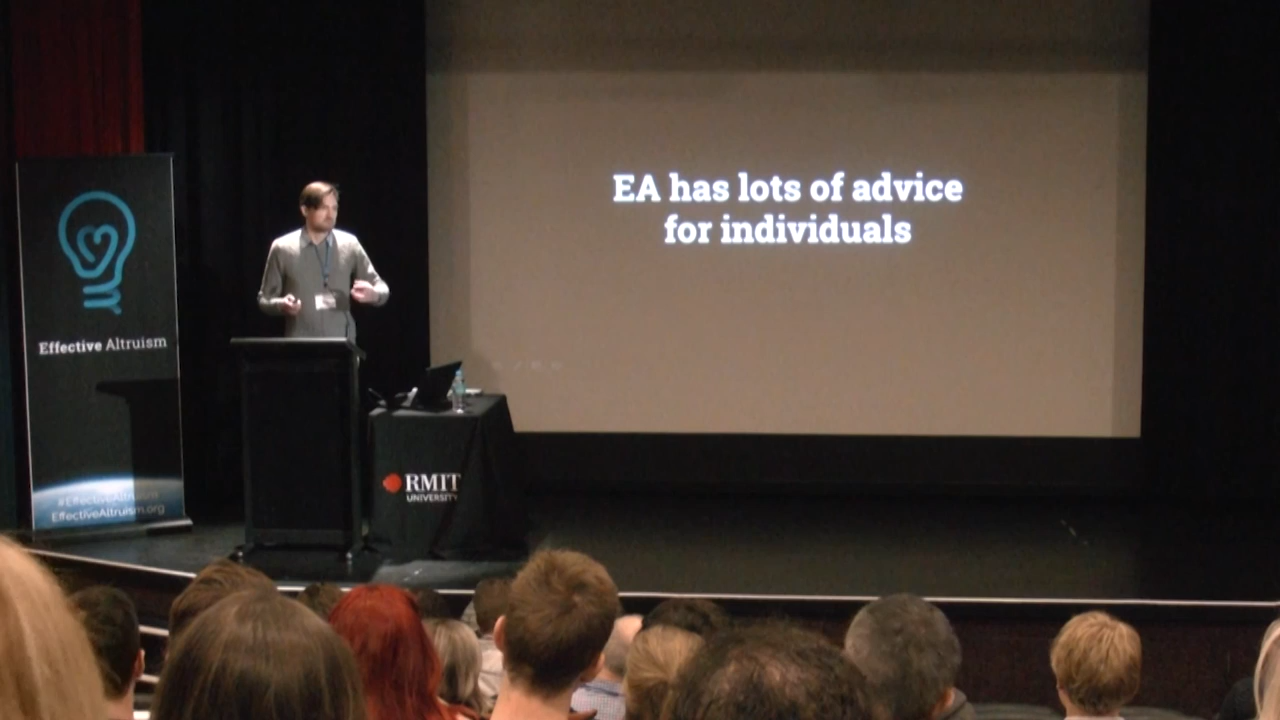 EA has lots of advice
for individuals
Effective Altruism
#EffectiveAltruism
EffectiveAltruism.org
RMIT
UNIVERSITY